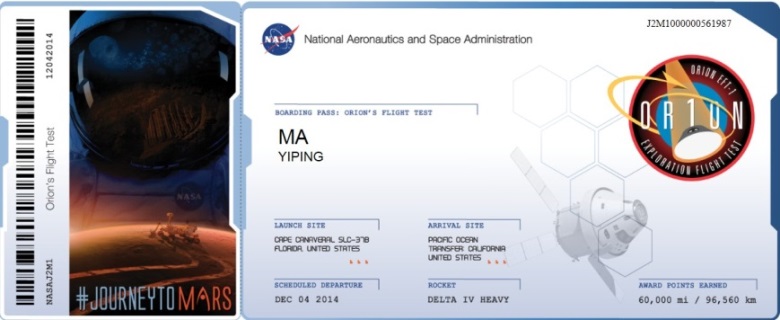 NASAJ2M1 Orion's Flight Test 12042014
NASA
#JOURNEYTOMARS
NASA
National Aeronautics and Space Administration
J2M1000000561987
ORION EFT-1
OR1ON
EXPLORATION FLIGHT TEST
BOARDING PASS: ORION'S FLIGHT TEST
MA
YIPING
LAUNCH SITE
CAPE CANAVERAL SLC-37B
FLORIDA, UNITED STATES
ARRIVAL SITE
PACIFIC OCEAN
TRANSFER: CALIFORNIA
UNITED STATES
SCHEDULED DEPARTURE
DEC 04 2014
ROCKET
DELTA IV HEAVY
AWARD POINTS EARNED
60,000 mi / 96,560 km